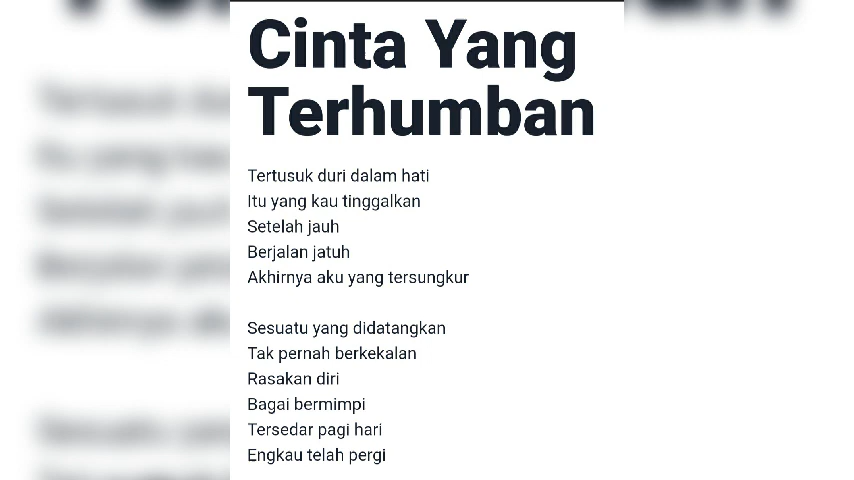 Cinta Yang
Terhumban
Tertusuk duri dalam hati
Itu yang kau tinggalkan
Setelah jauh
Berjalan jatuh
Akhirnya aku yang tersungkur
Sesuatu yang didatangkan
Tak pernah berkekalan
Rasakan diri
Bagai bermimpi
Tersedar pagi hari
Engkau telah pergi